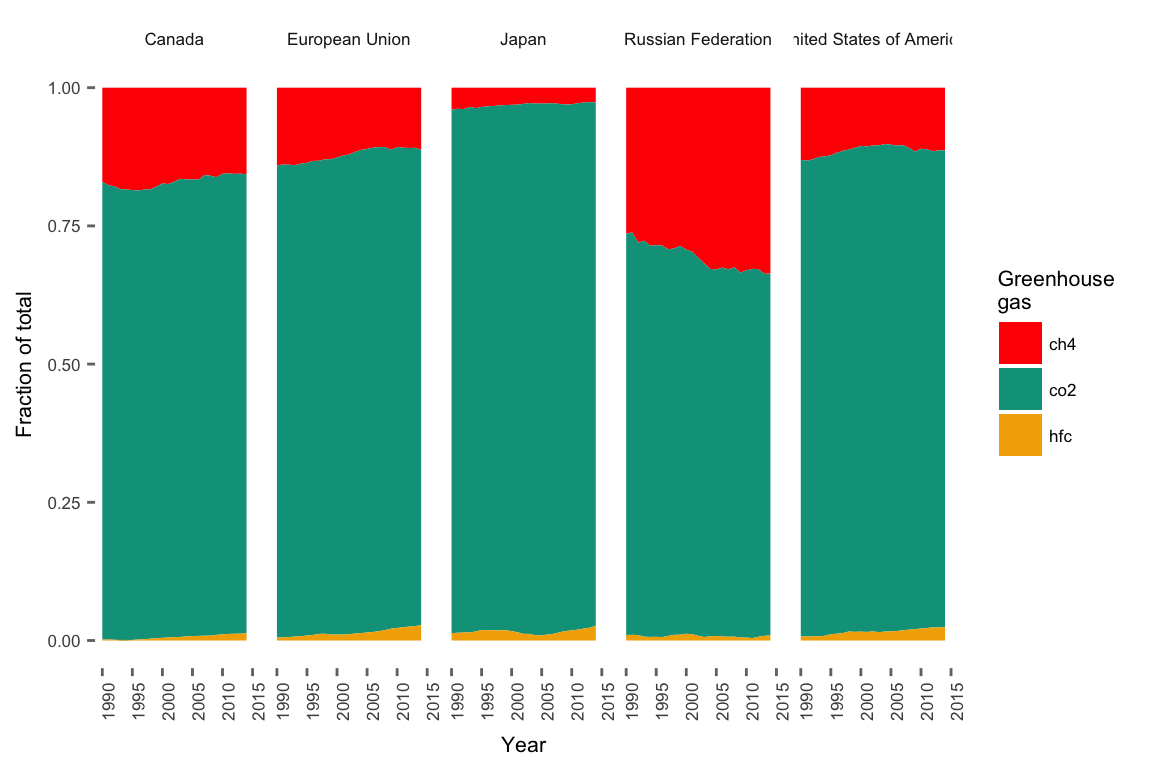 Canada European Union Japan Russian Federation nited States of Americ
1.00
0.75
0.50
0.25
0.00
Fraction of total
1990 1995 2000 2005 2010 2015 1990 1995 2000 2005 2010 2015 1990 1995 2000 2005 2010 2015 1990 1995 2000 2005 2010 2015 1990 1995 2000 2005 2010 2015
Year
Greenhouse
gas
ch4
co2
hfc